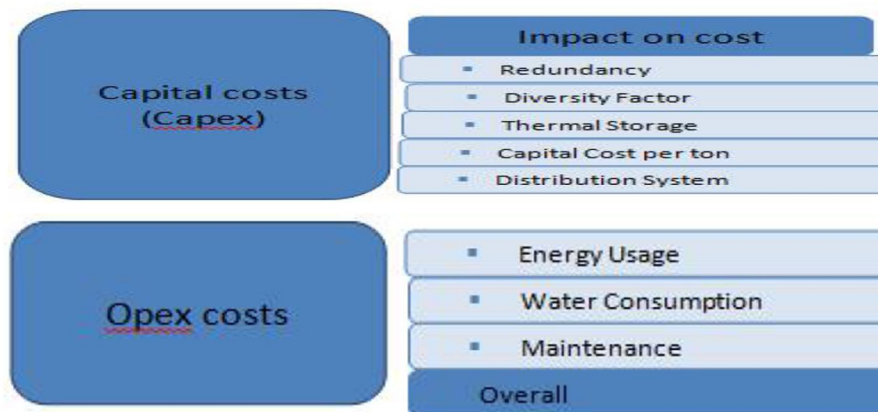 Capital costs
(Capex)
Impact on cost
▪ Redundancy
▪ Diversity Factor
▪ Thermal Storage
▪ Capital Cost per ton
▪ Distribution System
Opex costs
▪ Energy Usage
▪ Water Consumption
▪ Maintenance
Overall